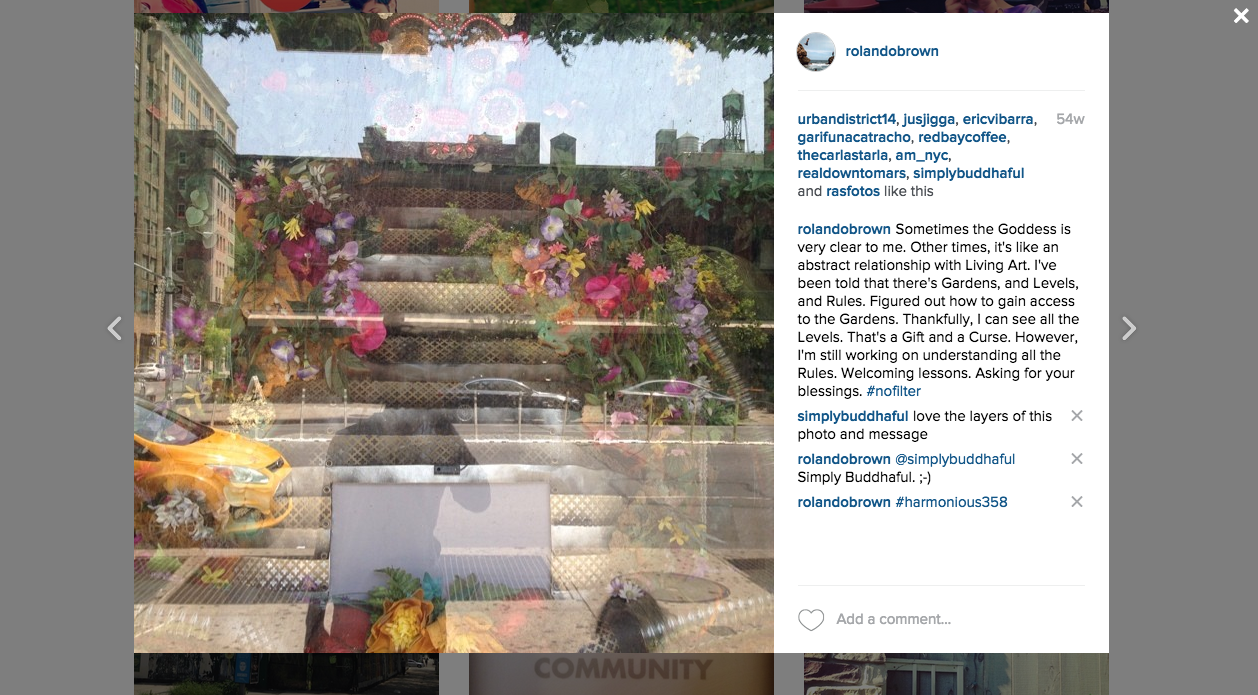 rolandobrown
urbandistrict14, jusjigga, ericvibarra, 54w
garifunacatracho, redbaycoffee,
thecarlastarla, am_nyc,
realdowntomars, simplybuddhaful
and rasfotos like this
rolandobrown Sometimes the Goddess is
very clear to me. Other times, it's like an
abstract relationship with Living Art. I've
been told that there's Gardens, and Levels,
and Rules. Figured out how to gain access
to the Gardens. Thankfully, I can see all the
Levels. That's a Gift and a Curse. However,
I'm still working on understanding all the
Rules. Welcoming lessons. Asking for your
blessings. #nofilter
simplybuddhaful love the layers of this
photo and message
rolandobrown @simplybuddhaful
Simply Buddhaful. ;-)
rolandobrown #harmonious358
Add a comment...
COMMUNITY